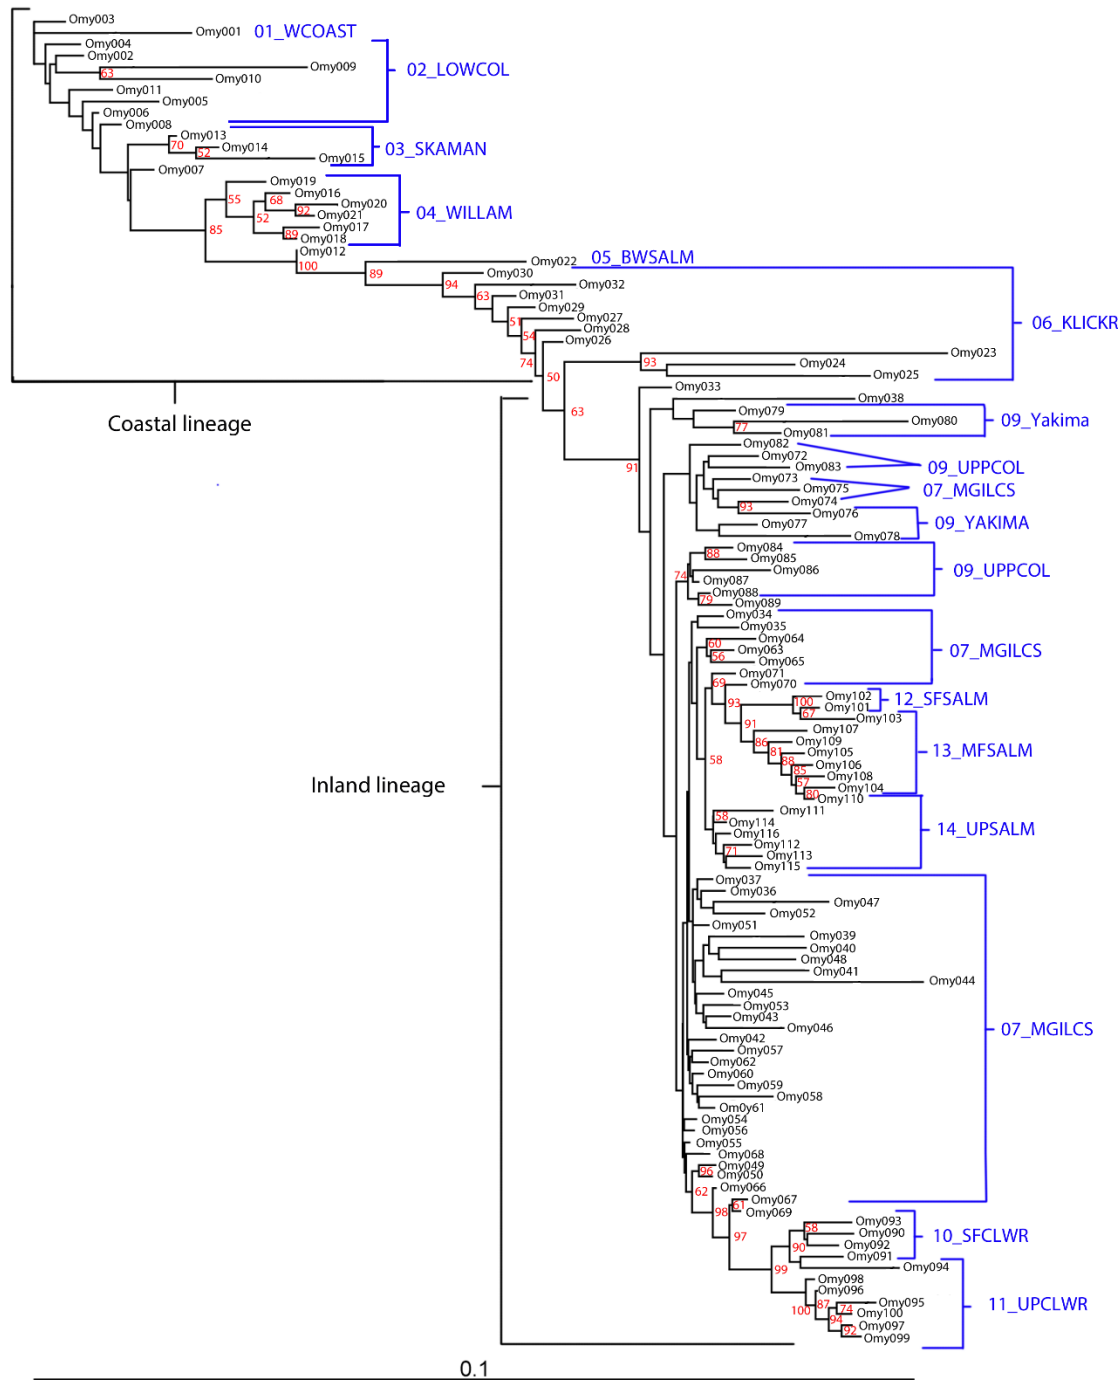 Omy003
Omy001
01_WCOAST
Omy004
Omy002
Omy009
63
Omy010
02_LOWCOL
Omy011
Omy005
Omy006
Omy008
Omy013
70
Omy014
52
Omy015
03_SKAMAN
Omy007
Omy019
55
Omy016
68
Omy020
92
Omy021
04_WILLAM
52
Omy017
89
Omy018
85
Omy012
100
Omy022
05_BWSALM
89
Omy030
94
Omy032
63
Omy031
Omy029
51
Omy027
54
Omy028
06_KLICKR
Omy026
74
Omy023
93
Omy024
50
Omy025
Omy033
63
Omy038
Omy079
Omy080
77
Omy081
09_Yakima
Coastal lineage
Omy082
Omy072
91
Omy083
09_UPPCOL
Omy073
Omy075
07_MGILCS
Omy074
93
Omy076
Omy077
09_YAKIMA
Omy078
Omy084
88
Omy085
Omy086
09_UPPCOL
74
Omy087
Omy088
79
Omy089
Omy034
Omy035
60
Omy064
Omy063
56
Omy065
07_MGILCS
Omy071
69
Omy070
93
Omy102
100
Omy101
67
Omy103
12_SFSALM
91
Omy107
86
Omy109
81
Omy105
13_MFSALM
58
88
Omy106
85
Omy108
57
Omy104
80
Omy110
Inland lineage
Omy111
58
Omy114
Omy116
14_UPSALM
Omy112
71
Omy113
Omy115
Omy037
Omy036
Omy047
Omy052
Omy051
Omy039
Omy040
Omy048
Omy041
Omy044
Omy045
Omy053
Omy043
Omy046
07_MGILCS
Omy042
Omy057
Omy062
Omy060
Omy059
Omy058
Om0y61
Omy054
Omy056
Omy055
Omy068
Omy049
96
Omy050
62
Omy066
Omy067
61
Omy069
98
97
Omy093
58
Omy090
90
Omy092
10_SFCLWR
Omy091
99
Omy094
Omy098
Omy096
Omy095
87
74
Omy100
100
94
Omy097
92
Omy099
11_UPCLWR
0.1